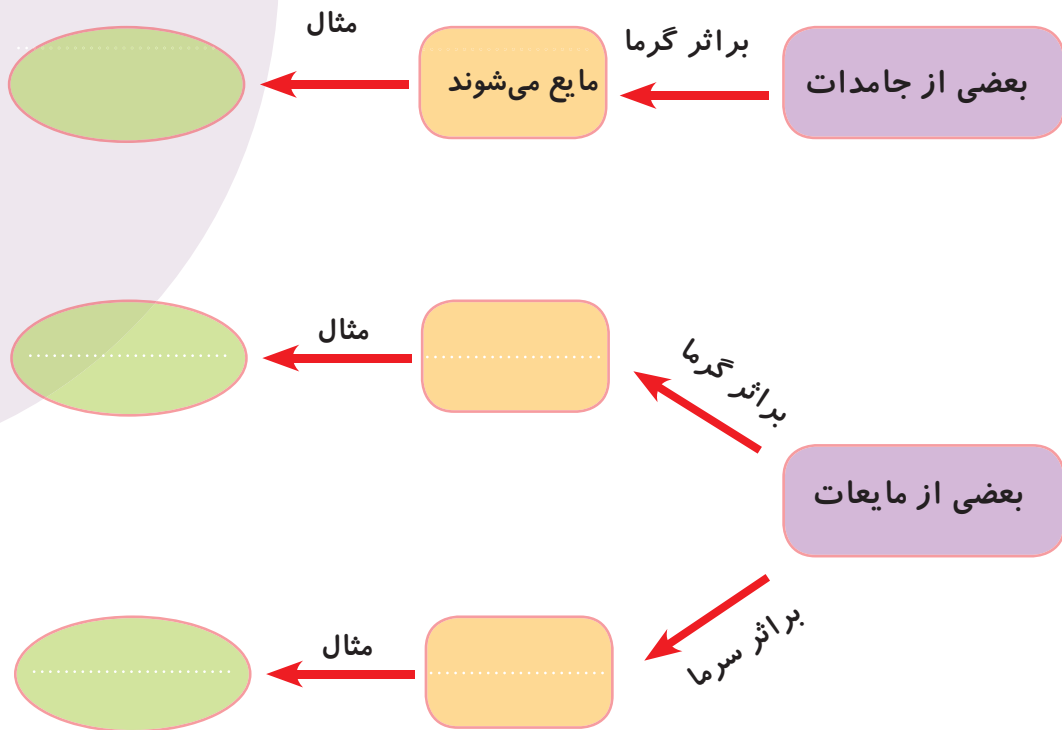 بعضی از جامدات
براثر گرما
مایع می‌شوند
مثال
بعضی از مایعات
براثر گرما
مثال
براثر سرما
مثال